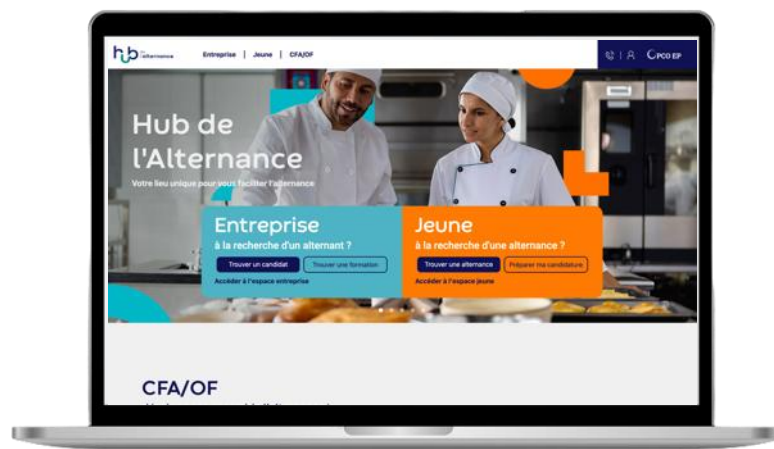 hub de l'alternance
Entreprise | Jeune | CFA/OF
OPCO EP
Hub de
l'Alternance
Votre lieu unique pour vous faciliter l'alternance
Entreprise
à la recherche d'un alternant ?
Trouver un candidat
Trouver une formation
Accéder à l'espace entreprise
Jeune
à la recherche d'une alternance ?
Trouver une alternance
Préparer ma candidature
Accéder à l'espace jeune
CFA/OF